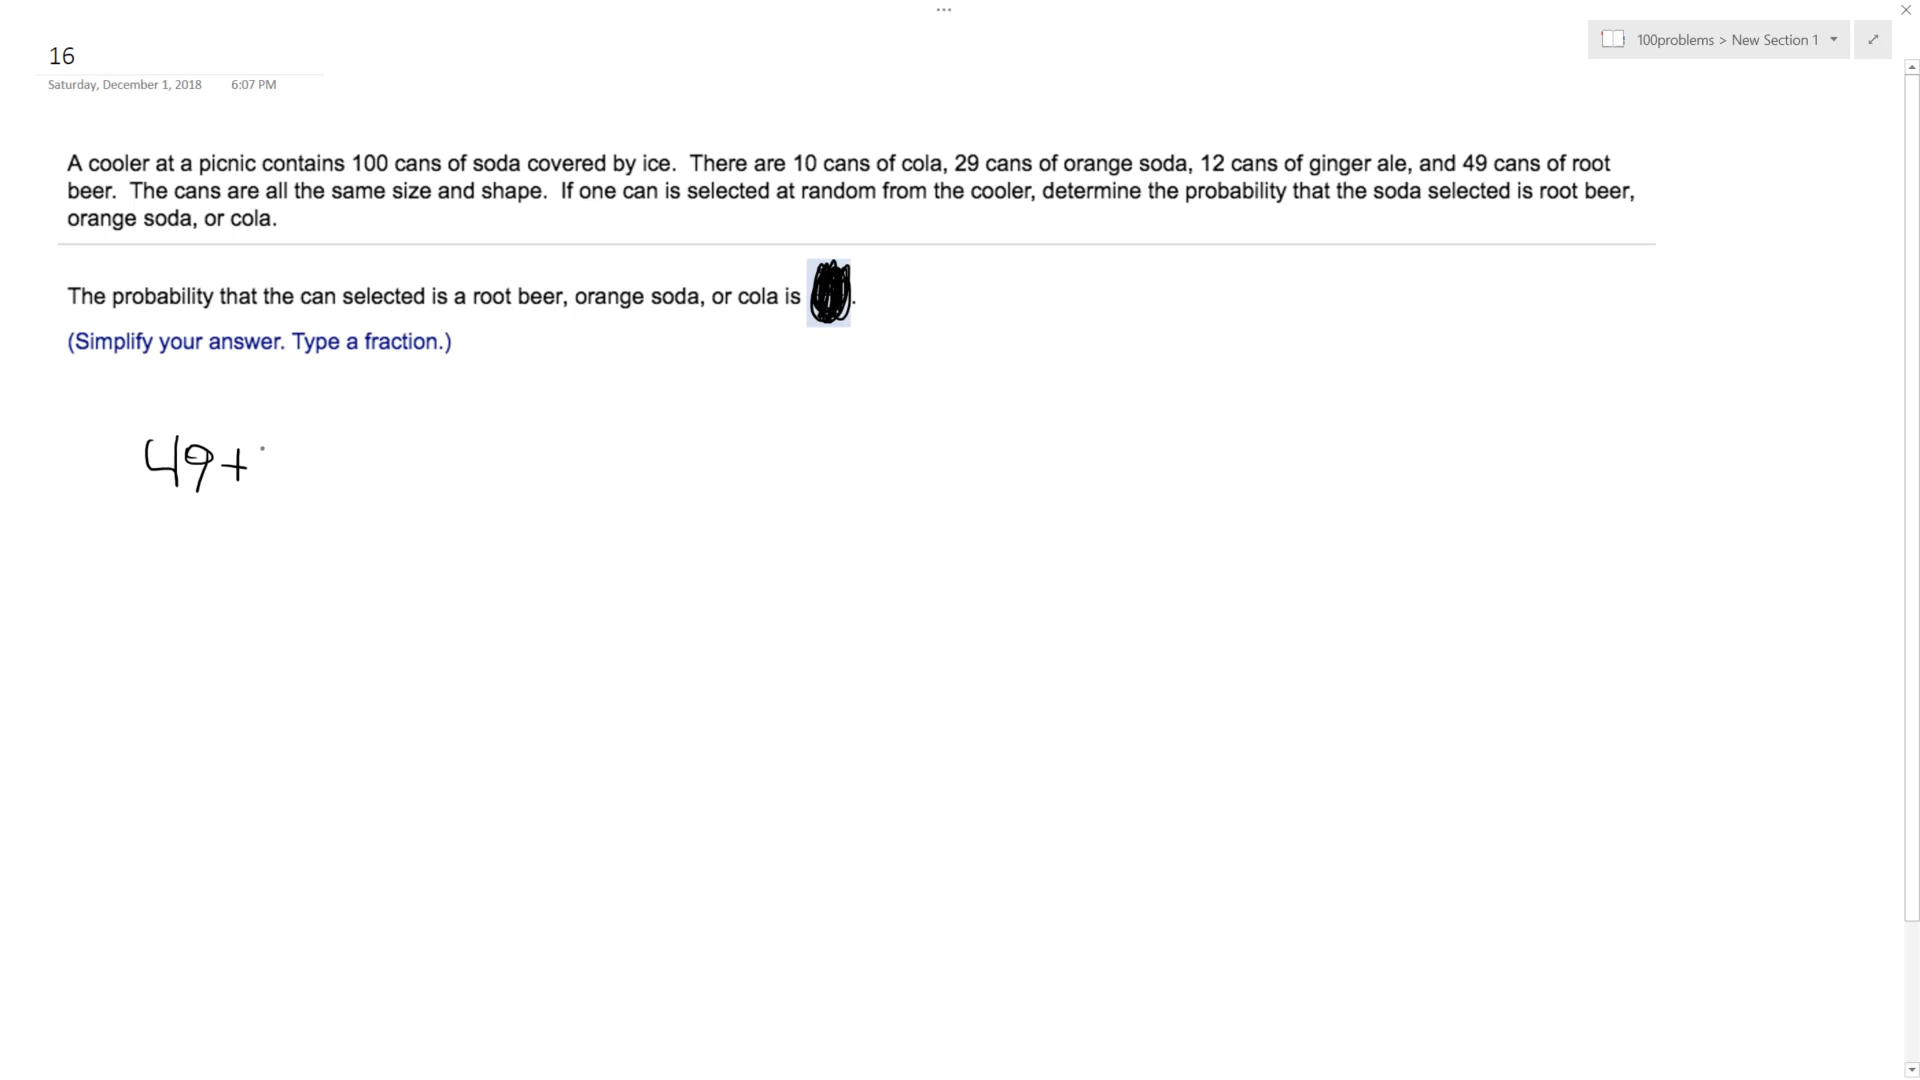 ...
100problems > New Section 1
16
Saturday, December 1, 2018 6:07 PM
A cooler at a picnic contains 100 cans of soda covered by ice. There are 10 cans of cola, 29 cans of orange soda, 12 cans of ginger ale, and 49 cans of root
beer. The cans are all the same size and shape. If one can is selected at random from the cooler, determine the probability that the soda selected is root beer,
orange soda, or cola.
The probability that the can selected is a root beer, orange soda, or cola is .
(Simplify your answer. Type a fraction.)
49+